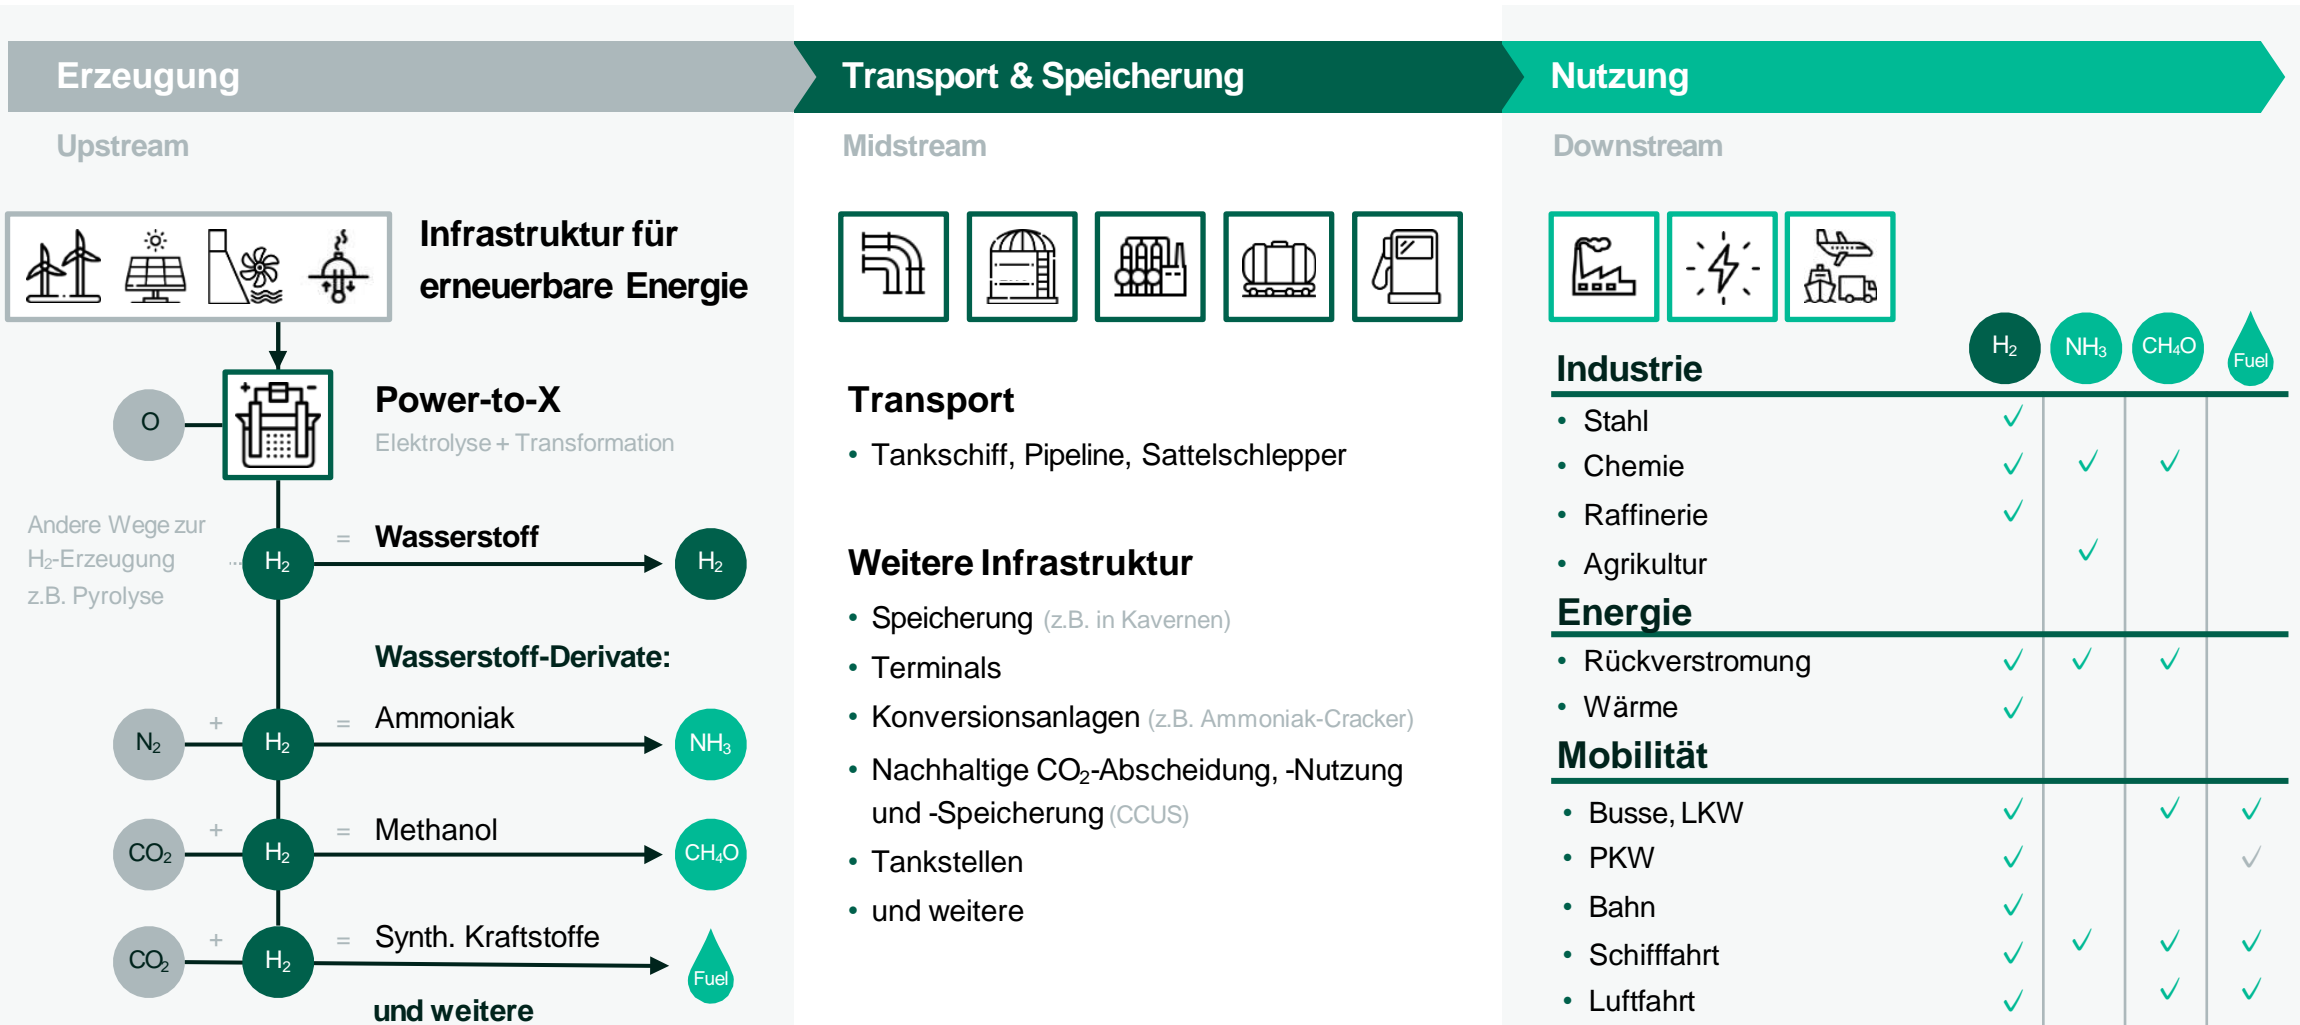 Erzeugung
Upstream
Infrastruktur für
erneuerbare Energie
O
Power-to-X
Elektrolyse + Transformation
Andere Wege zur
H₂-Erzeugung
z.B. Pyrolyse
H₂ = Wasserstoff H₂
Wasserstoff-Derivate:
N₂ + H₂ = Ammoniak NH₃
CO₂ + H₂ = Methanol CH₄O
CO₂ + H₂ = Synth. Kraftstoffe Fuel
und weitere
Transport & Speicherung
Midstream
Transport
• Tankschiff, Pipeline, Sattelschlepper
Weitere Infrastruktur
• Speicherung (z.B. in Kavernen)
• Terminals
• Konversionsanlagen (z.B. Ammoniak-Cracker)
• Nachhaltige CO₂-Abscheidung, -Nutzung
und -Speicherung (CCUS)
• Tankstellen
• und weitere
Nutzung
Downstream
Industrie H₂ NH₃ CH₄O Fuel
• Stahl ✓
• Chemie ✓ ✓ ✓
• Raffinerie ✓
• Agrikultur ✓
Energie
• Rückverstromung ✓ ✓ ✓
• Wärme ✓
Mobilität
• Busse, LKW ✓ ✓ ✓
• PKW ✓ ✓
• Bahn ✓
• Schifffahrt ✓ ✓ ✓ ✓
• Luftfahrt ✓ ✓ ✓